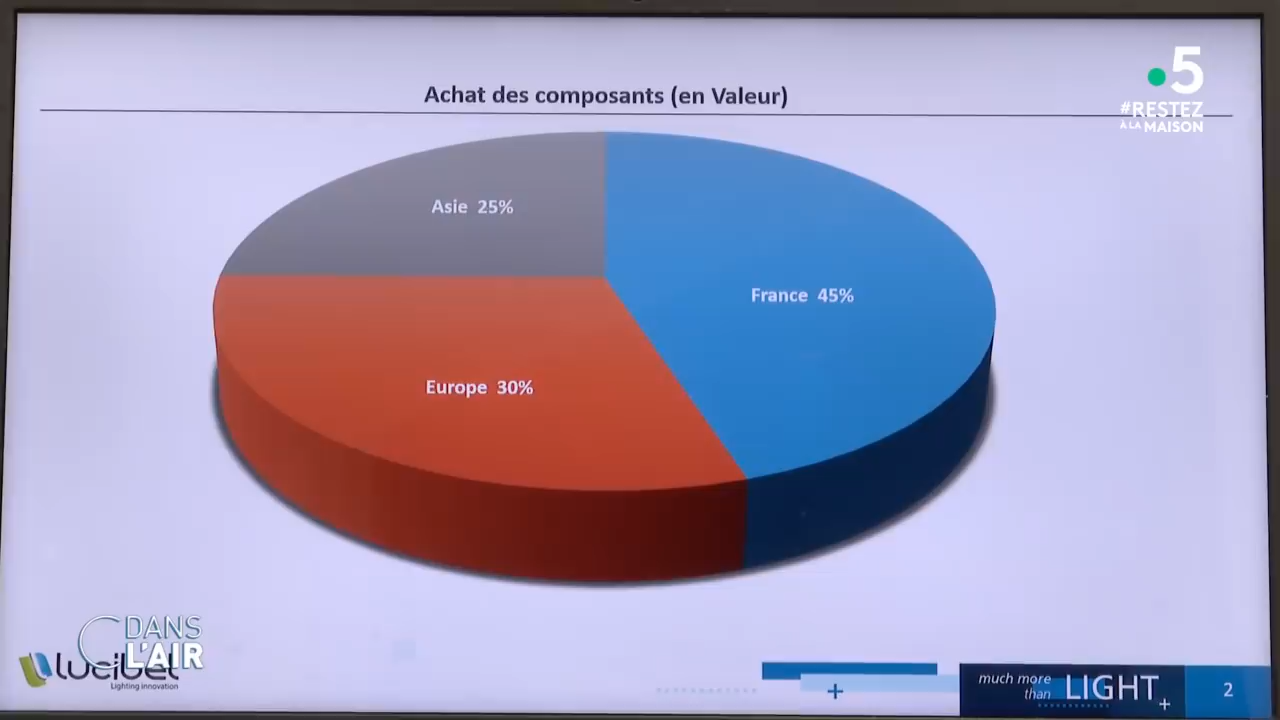 Achat des composants (en Valeur)
5
#RESTEZ
À LA MAISON
Asie 25%
France 45%
Europe 30%
C DANS
L'AIR
lucibel
Lighting innovation
much more
than
LIGHT
2